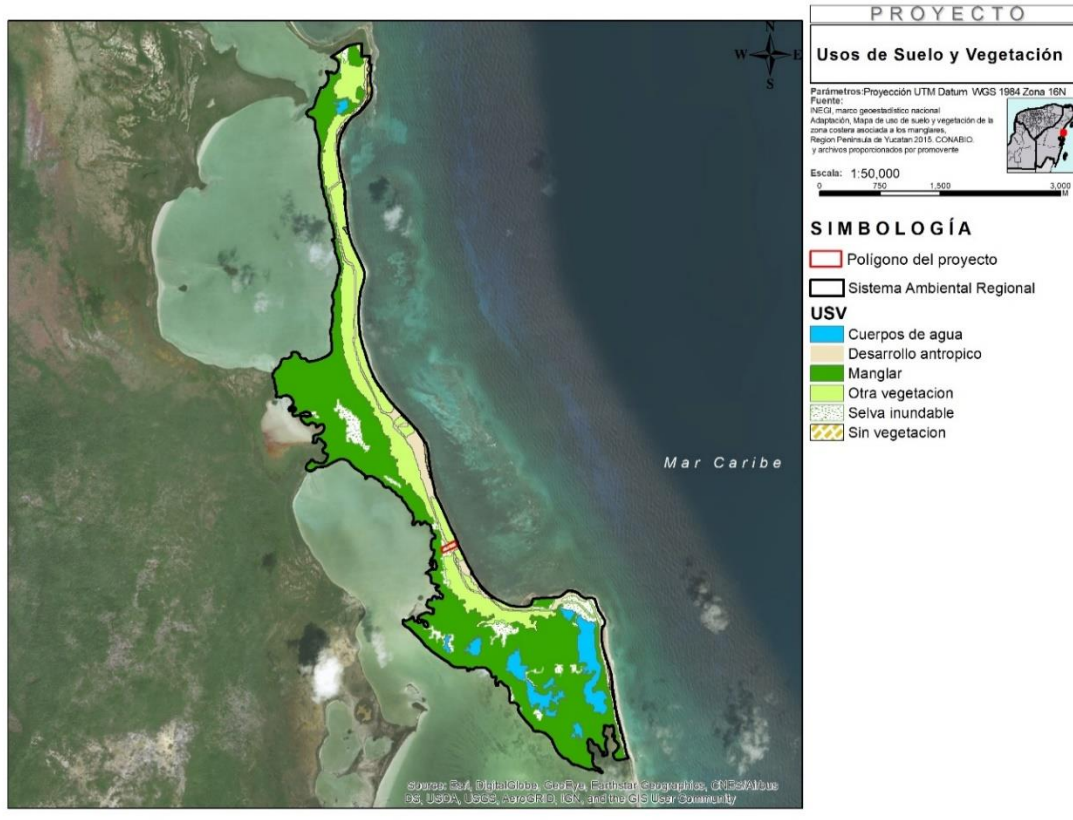 PROYECTO
Usos de Suelo y Vegetación
Parámetros:Proyección UTM Datum WGS 1984 Zona 16N
Fuente:
INEGI, marco geoestadístico nacional
Adaptación, Mapa de uso de suelo y vegetación de la
zona costera asociada a los manglares,
Region Peninsula de Yucatan 2015. CONABIO.
y archivos proporcionados por promovente
Escala: 1:50,000
0 750 1,500 3,000
M
SIMBOLOGÍA
Polígono del proyecto
Sistema Ambiental Regional
USV
Cuerpos de agua
Desarrollo antropico
Manglar
Otra vegetacion
Selva inundable
Sin vegetacion
N
W E
S
Mar Caribe
Source: Esri, DigitalGlobe, GeoEye, Earthstar Geographics, CNES/Airbus
DS, USDA, USGS, AeroGRID, IGN, and the GIS User Community